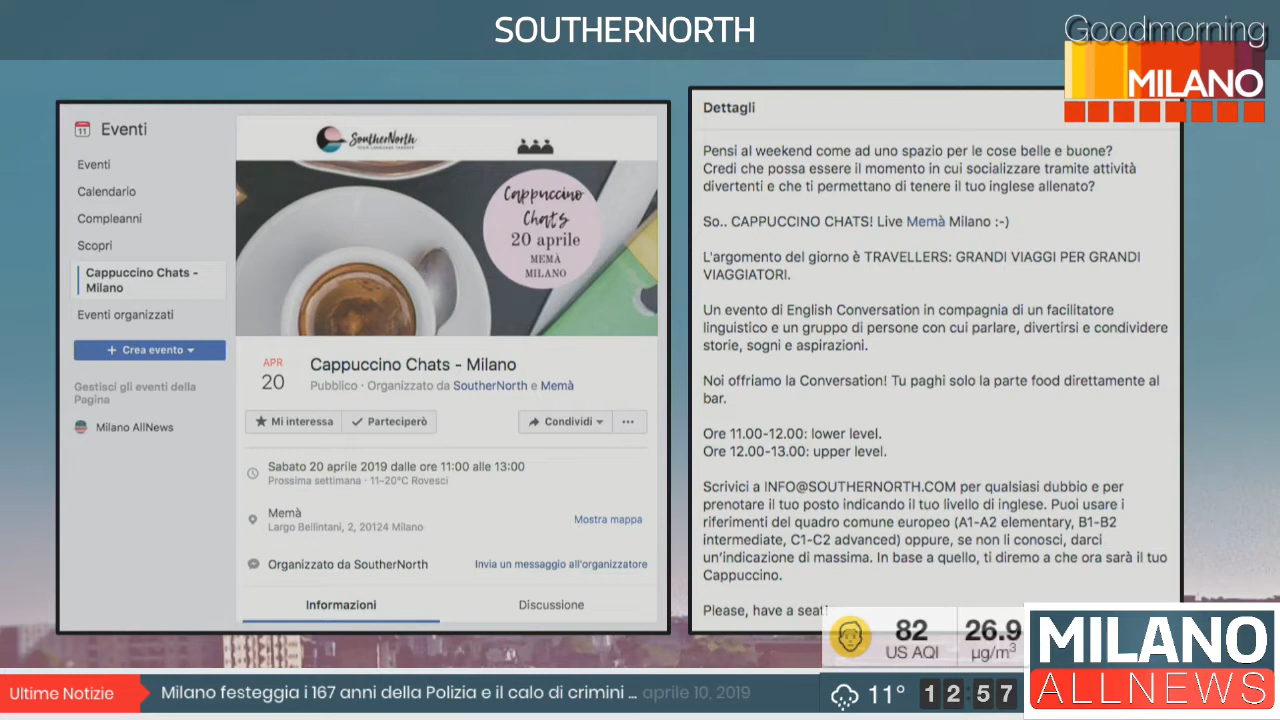 SOUTHERNORTH
Goodmorning
MILANO
Eventi
Eventi
Calendario
Compleanni
Scopri
Cappuccino Chats -
Milano
Eventi organizzati
+ Crea evento
Gestisci gli eventi della
Pagina
Milano AllNews
SoutherNorth
Cappuccino
Chats
20 aprile
MEMÀ
MILANO
APR
20
Cappuccino Chats - Milano
Pubblico · Organizzato da SoutherNorth e Memà
Mi interessa
Parteciperò
Condividi
Sabato 20 aprile 2019 dalle ore 11:00 alle 13:00
Prossima settimana · 11–20°C Rovesci
Memà
Largo Bellintani, 2, 20124 Milano
Mostra mappa
Organizzato da SoutherNorth
Invia un messaggio all'organizzatore
Informazioni
Discussione
Dettagli
Pensi al weekend come ad uno spazio per le cose belle e buone?
Credi che possa essere il momento in cui socializzare tramite attività
divertenti e che ti permettano di tenere il tuo inglese allenato?
So.. CAPPUCCINO CHATS! Live Memà Milano :-)
L'argomento del giorno è TRAVELLERS: GRANDI VIAGGI PER GRANDI
VIAGGIATORI.
Un evento di English Conversation in compagnia di un facilitatore
linguistico e un gruppo di persone con cui parlare, divertirsi e condividere
storie, sogni e aspirazioni.
Noi offriamo la Conversation! Tu paghi solo la parte food direttamente al
bar.
Ore 11.00-12.00: lower level.
Ore 12.00-13.00: upper level.
Scrivici a INFO@SOUTHERNORTH.COM per qualsiasi dubbio e per
prenotare il tuo posto indicando il tuo livello di inglese. Puoi usare i
riferimenti del quadro comune europeo (A1-A2 elementary, B1-B2
intermediate, C1-C2 advanced) oppure, se non li conosci, darci
un'indicazione di massima. In base a quello, ti diremo a che ora sarà il tuo
Cappuccino.
Please, have a seat!
82
US AQI
26.9
µg/m³
MILANO
ALLNEWS
Ultime Notizie
Milano festeggia i 167 anni della Polizia e il calo di crimini ... aprile 10, 2019
11°
12:57